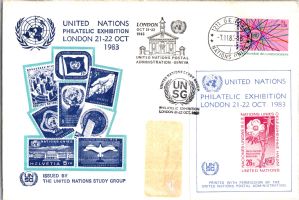 UNITED NATIONS
PHILATELIC EXHIBITION
LONDON 21-22 OCT
1983
HELVETIA
ISSUED BY
THE UNITED NATIONS STUDY GROUP
LONDON
OCT 21-22
1983
UNITED NATIONS POSTAL
ADMINISTRATION - GENEVA
UN
SG
PHILATELIC EXHIBITION
LONDON 21-22 OCT 1983
UNITED NATIONS
PHILATELIC EXHIBITION
LONDON 21-22 OCT 1983
PRINTED WITH PERMISSION OF THE UNITED
NATIONS POSTAL ADMINISTRATION